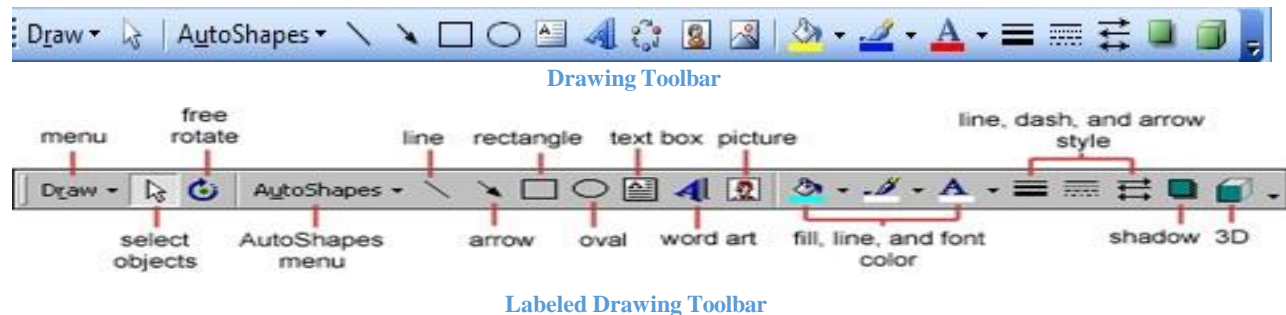 Draw AutoShapes A
Drawing Toolbar
free
menu rotate line rectangle text box picture line, dash, and arrow
style
Draw AutoShapes A
select AutoShapes arrow oval word art fill, line, and font shadow 3D
objects menu color
Labeled Drawing Toolbar